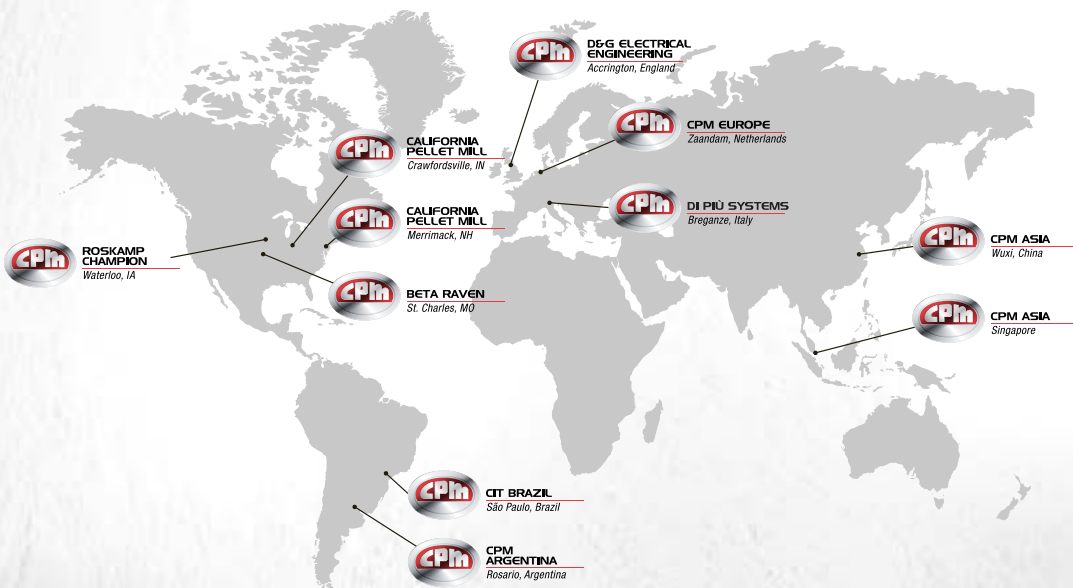 CPM
D&G ELECTRICAL
ENGINEERING
Accrington, England
CPM
CPM EUROPE
Zaandam, Netherlands
CPM
CALIFORNIA
PELLET MILL
Crawfordsville, IN
CPM
DI PIÙ SYSTEMS
Breganze, Italy
CPM
CALIFORNIA
PELLET MILL
Merrimack, NH
CPM
ROSKAMP
CHAMPION
Waterloo, IA
CPM
CPM ASIA
Wuxi, China
CPM
BETA RAVEN
St. Charles, MO
CPM
CPM ASIA
Singapore
CPM
CIT BRAZIL
São Paulo, Brazil
CPM
CPM
ARGENTINA
Rosario, Argentina